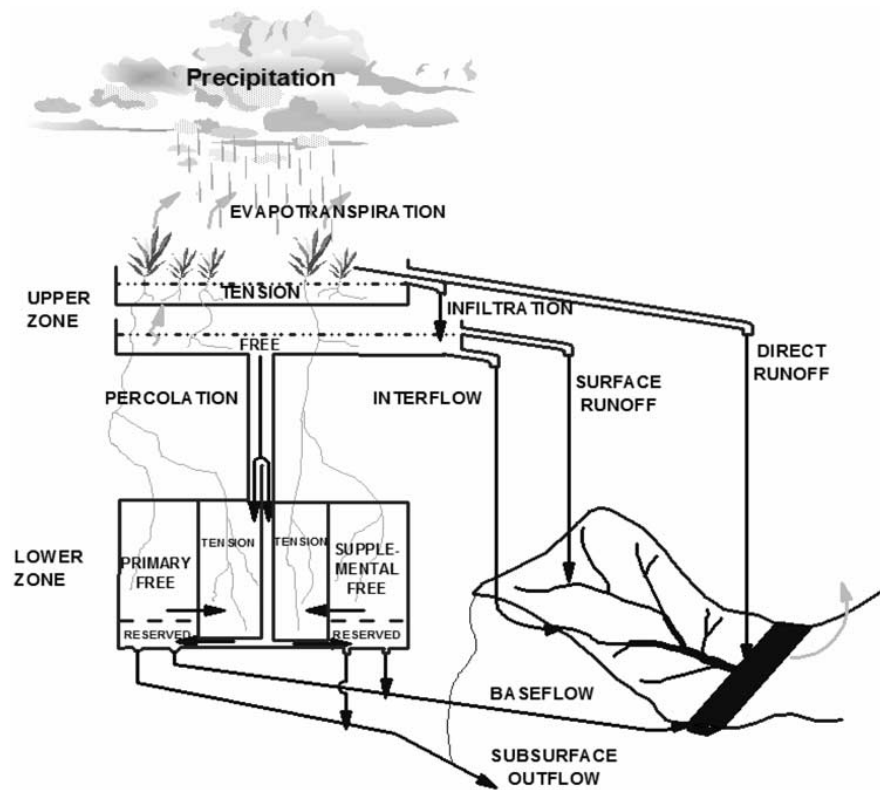 Precipitation
EVAPOTRANSPIRATION
UPPER
ZONE
TENSION
INFILTRATION
FREE
DIRECT
RUNOFF
PERCOLATION
INTERFLOW
SURFACE
RUNOFF
LOWER
ZONE
PRIMARY
FREE
TENSION
TENSION
SUPPLE-
MENTAL
FREE
RESERVED
RESERVED
BASEFLOW
SUBSURFACE
OUTFLOW